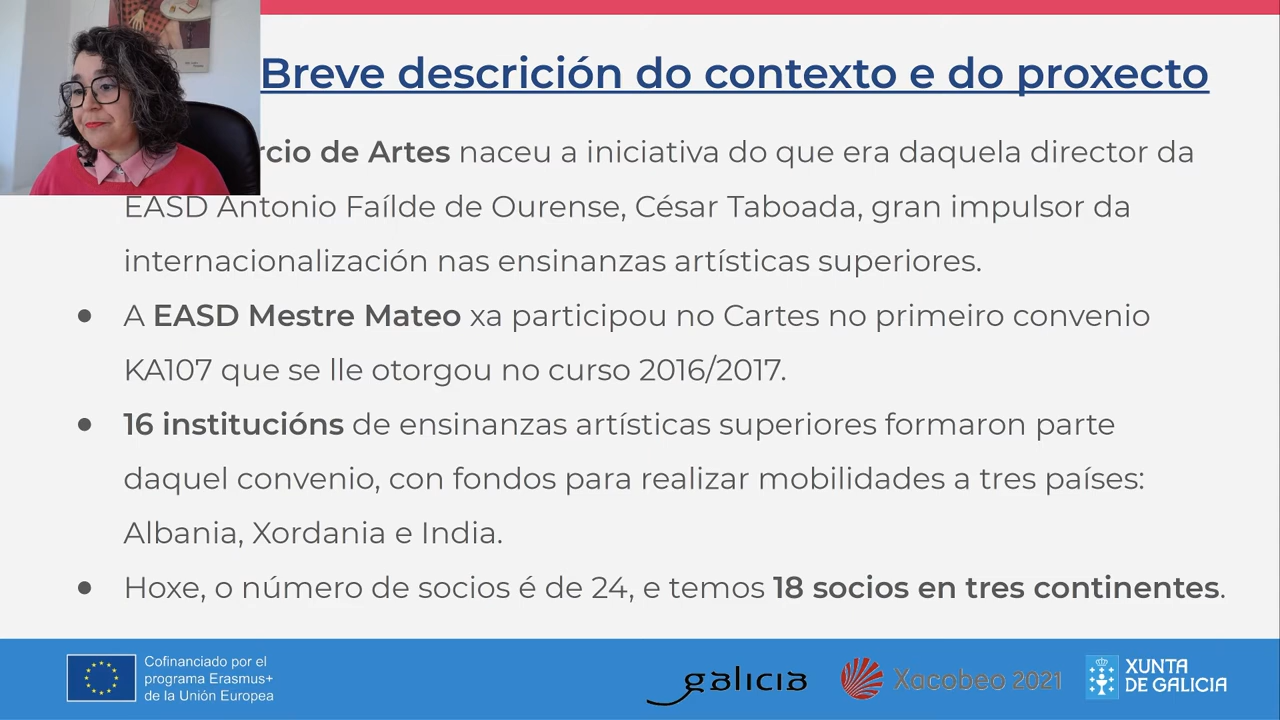 Breve descrición do contexto e do proxecto
rcio de Artes naceu a iniciativa do que era daquela director da
EASD Antonio Faílde de Ourense, César Taboada, gran impulsor da
internacionalización nas ensinanzas artísticas superiores.
● A EASD Mestre Mateo xa participou no Cartes no primeiro convenio
KA107 que se lle otorgou no curso 2016/2017.
● 16 institucións de ensinanzas artísticas superiores formaron parte
daquel convenio, con fondos para realizar mobilidades a tres países:
Albania, Xordania e India.
● Hoxe, o número de socios é de 24, e temos 18 socios en tres continentes.
Cofinanciado por el
programa Erasmus+
de la Unión Europea
galicia
Xacobeo 2021
XUNTA
DE GALICIA